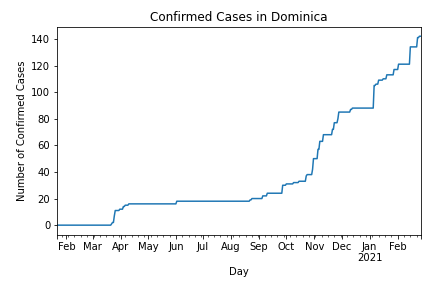 Confirmed Cases in Dominica
140
120
100
80
60
40
20
0
Number of Confirmed Cases
Feb Mar Apr May Jun Jul Aug Sep Oct Nov Dec Jan Feb
2021
Day